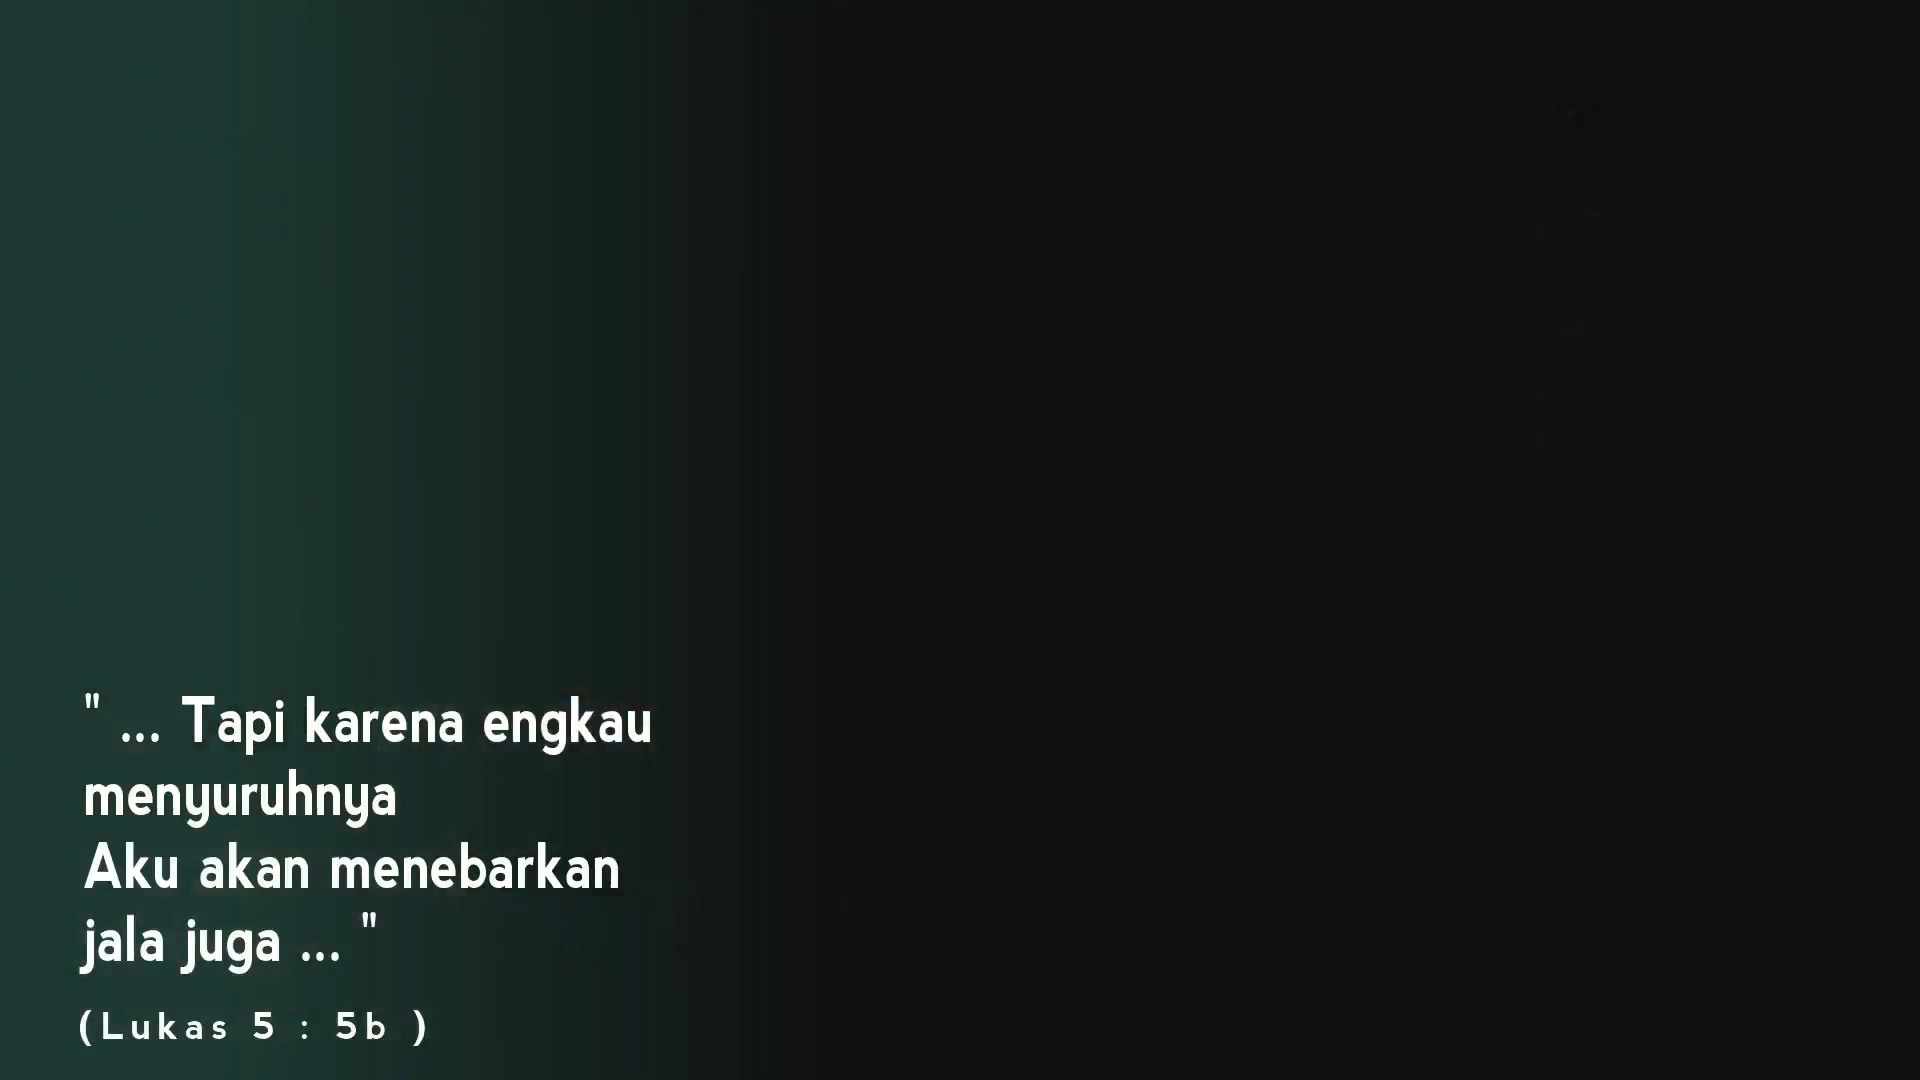 " ... Tapi karena engkau
menyuruhnya
Aku akan menebarkan
jala juga ... "
(Lukas 5 : 5b )